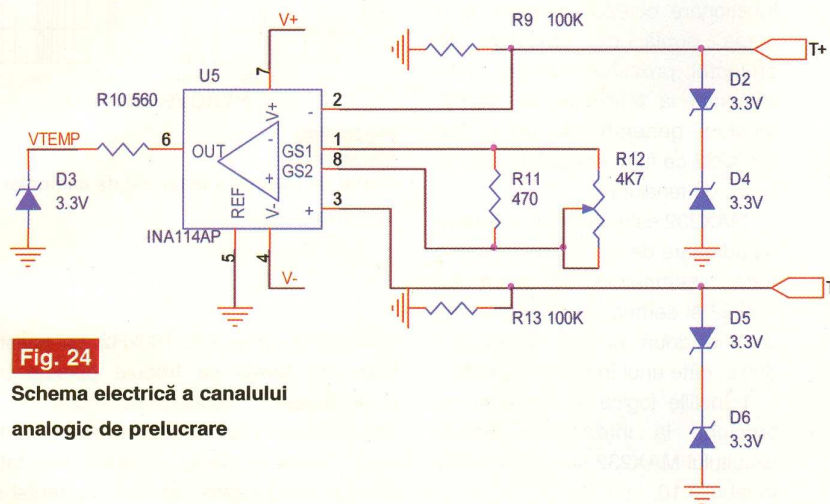 V+
R9 100K
T+
U5
7
D2
3.3V
R10 560
2
V+
-
VTEMP
6
OUT
-
GS1
1
GS2
8
R12
4K7
D3
3.3V
+
R11
470
D4
3.3V
REF
V-
+
3
INA114AP
5
4
V-
T
R13 100K
D5
3.3V
Fig. 24
Schema electrică a canalului
analogic de prelucrare
D6
3.3V